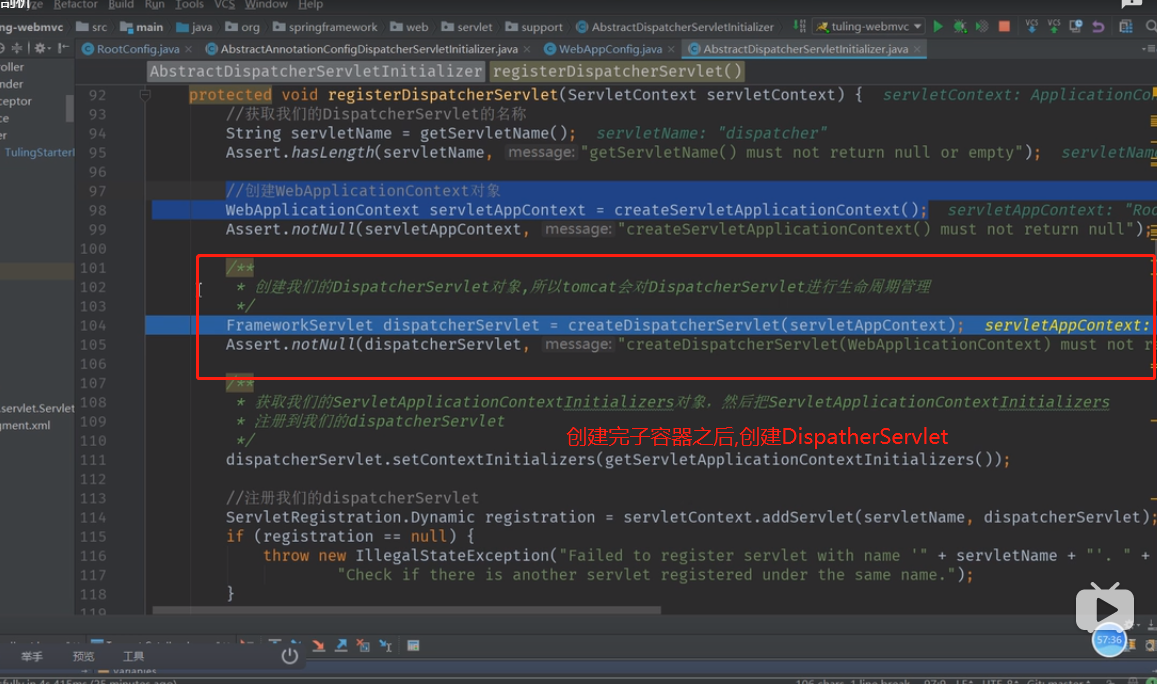 剖析
Refactor Build Run Tools VCS Window Help
ng-webmvc src main java org springframework web servlet support AbstractDispatcherServletInitializer tuling-webmvc VCS VCS
RootConfig.java AbstractAnnotationConfigDispatcherServletInitializer.java WebAppConfig.java AbstractDispatcherServletInitializer.java
AbstractDispatcherServletInitializer registerDispatcherServlet()
92 protected void registerDispatcherServlet(ServletContext servletContext) { servletContext: ApplicationCo
93 //获取我们的DispatcherServlet的名称
94 String servletName = getServletName(); servletName: "dispatcher"
95 Assert.hasLength(servletName, message: "getServletName() must not return null or empty"); servletName
96
97 //创建WebApplicationContext对象
98 WebApplicationContext servletAppContext = createServletApplicationContext(); servletAppContext: "Roo
99 Assert.notNull(servletAppContext, message: "createServletApplicationContext() must not return null");
100
101 /**
102 * 创建我们的DispatcherServlet对象,所以tomcat会对DispatcherServlet进行生命周期管理
103 */
104 FrameworkServlet dispatcherServlet = createDispatcherServlet(servletAppContext); servletAppContext:
105 Assert.notNull(dispatcherServlet, message: "createDispatcherServlet(WebApplicationContext) must not r
106
107 /**
108 * 获取我们的ServletApplicationContextInitializers对象，然后把ServletApplicationContextInitializers
109 * 注册到我们的dispatcherServlet
110 */
创建完子容器之后,创建DispatherServlet
111 dispatcherServlet.setContextInitializers(getServletApplicationContextInitializers());
112
113 //注册我们的dispatcherServlet
114 ServletRegistration.Dynamic registration = servletContext.addServlet(servletName, dispatcherServlet);
115 if (registration == null) {
116 throw new IllegalStateException("Failed to register servlet with name '" + servletName + "'. " +
117 "Check if there is another servlet registered under the same name.");
118 }
119
oller
nder
ceptor
ce
er
TulingStarterI
.servlet.Servlet
gment.xml
57:36
举手 预览 工具
Variables